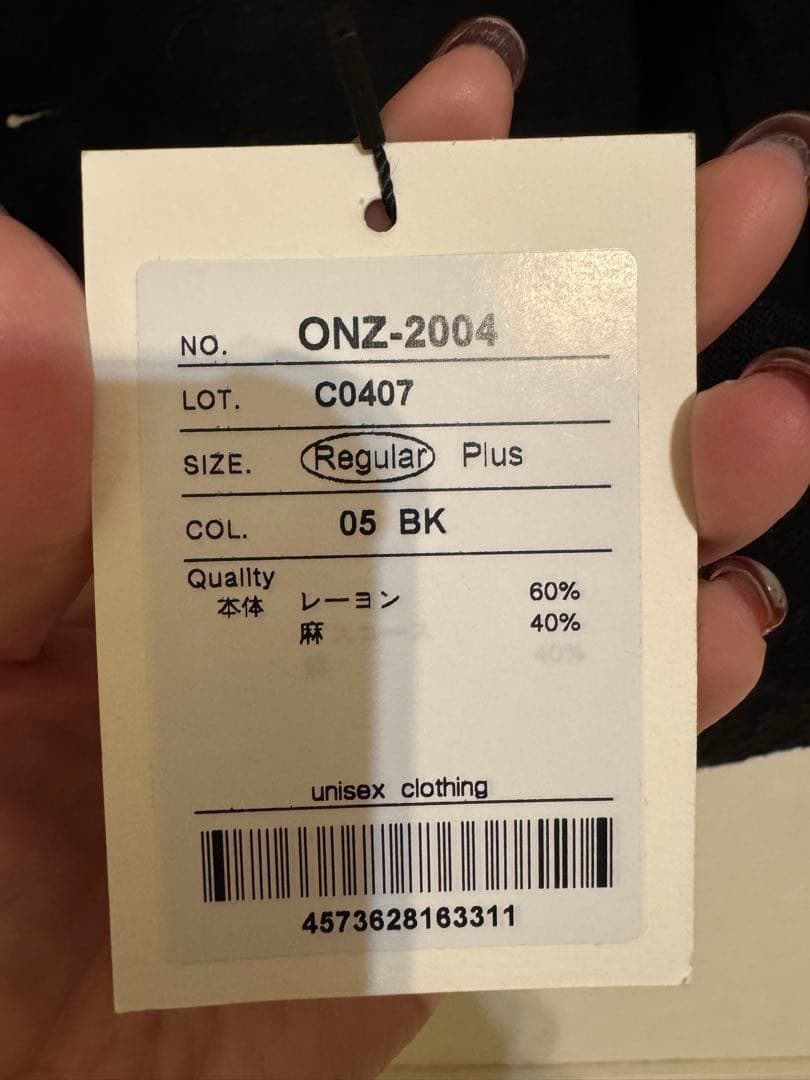 NO. ONZ-2004
LOT. C0407
SIZE. Regular Plus
COL. 05 BK
Quality
本体 レーヨン 60%
麻 40%
40%
unisex clothing
4573628163311